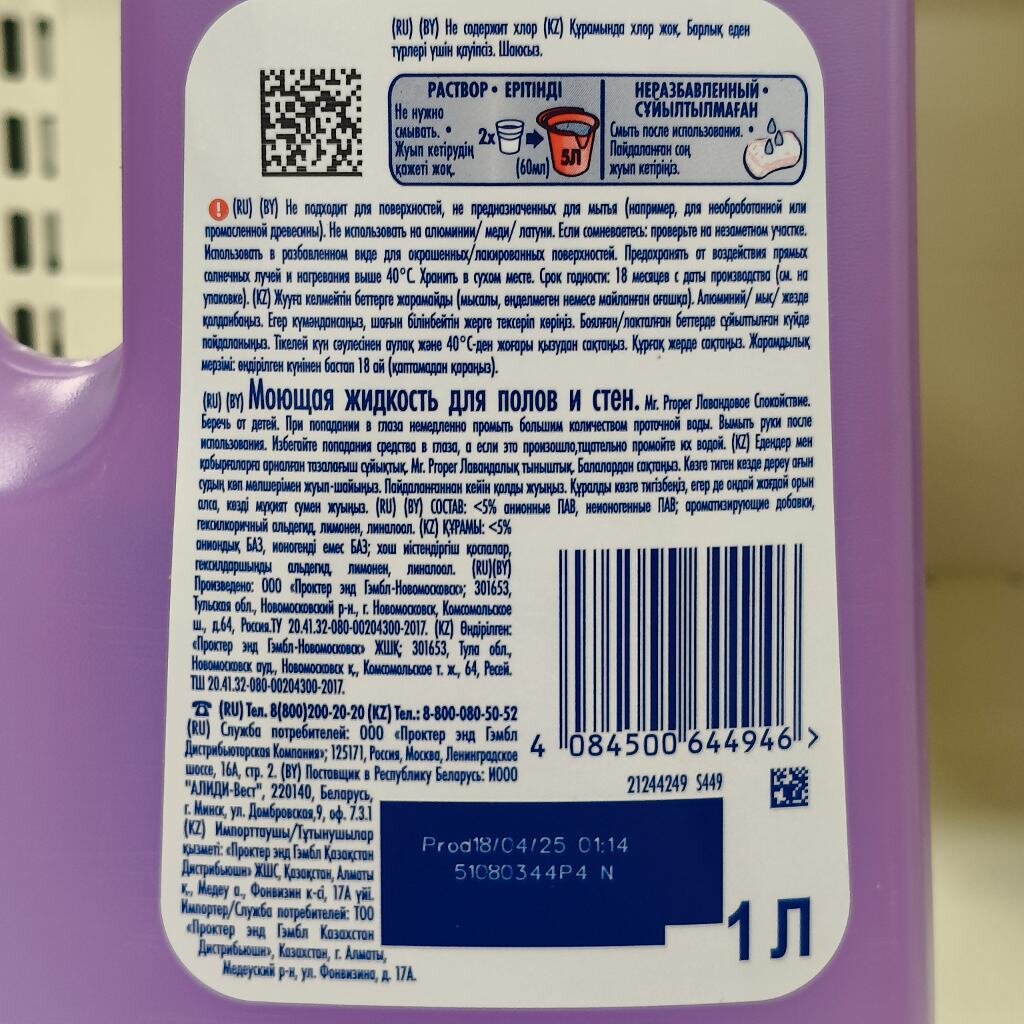 (RU) (BY) Не содержит хлор (KZ) Құрамында хлор жоқ. Барлық еден
түрлері үшін қауіпсіз. Шаюсыз.
РАСТВОР • ЕРІТІНДІ
Не нужно
смывать. •
Жуып кетірудің
қажеті жоқ.
2x
(60мл)
5Л
НЕРАЗБАВЛЕННЫЙ •
СҰЙЫЛТЫЛМАҒАН
Смыть после использования. •
Пайдаланған соң
жуып кетіріңіз.
(RU) (BY) Не подходит для поверхностей, не предназначенных для мытья (например, для необработанной или
промасленной древесины). Не использовать на алюминии/ меди/ латуни. Если сомневаетесь: проверьте на незаметном участке.
Использовать в разбавленном виде для окрашенных/лакированных поверхностей. Предохранять от воздействия прямых
солнечных лучей и нагревания выше 40°С. Хранить в сухом месте. Срок годности: 18 месяцев с даты производства (см. на
упаковке). (KZ) Жууға келмейтін беттерге жарамайды (мысалы, өңделмеген немесе майланған ағашқа). Алюминий/ мыс/ жезде
қолданбаңыз. Егер күмәндансаңыз, шағын білінбейтін жерге тексеріп көріңіз. Боялған/лакталған беттерде сұйылтылған күйде
пайдаланыңыз. Тікелей күн сәулесінен аулақ және 40°С-ден жоғары қызудан сақтаңыз. Құрғақ жерде сақтаңыз. Жарамдылық
мерзімі: өндірілген күнінен бастап 18 ай (қаптамадан қараңыз).
(RU) (BY) Моющая жидкость для полов и стен. Mr. Proper Лавандовое Спокойствие.
Беречь от детей. При попадании в глаза немедленно промыть большим количеством проточной воды. Вымыть руки после
использования. Избегайте попадания средства в глаза, а если это произошло,тщательно промойте их водой. (KZ) Едендер мен
қабырғаларға арналған тазалағыш сұйықтық. Mr. Proper Лавандалық тыныштық. Балалардан сақтаңыз. Көзге тиген кезде дереу ағын
судың көп мөлшерімен жуып-шайыңыз. Пайдаланғаннан кейін қолды жуыңыз. Құралды көзге тигізбеңіз, егер де ондай жағдай орын
алса, көзді мұқият сумен жуыңыз. (RU) (BY) СОСТАВ: <5% анионные ПАВ, неионогенные ПАВ; ароматизирующие добавки,
гексилкоричный альдегид, лимонен, линалоол. (KZ) ҚҰРАМЫ: <5%
аниондық БАЗ, ионогенді емес БАЗ; хош иістендіргіш қоспалар,
гексилдаршынды альдегид, лимонен, линалоол. (RU)(BY)
Произведено: ООО «Проктер энд Гэмбл-Новомосковск»; 301653,
Тульская обл., Новомосковский р-н., г. Новомосковск, Комсомольское
ш., д.64, Россия.ТУ 20.41.32-080-00204300-2017. (KZ) Өндірілген:
«Проктер энд Гэмбл-Новомосковск» ЖШҚ; 301653, Тула обл.,
Новомосковск ауд., Новомосковск қ., Комсомольское т. ж., 64, Ресей.
ТШ 20.41.32-080-00204300-2017.
(RU) Тел. 8(800)200-20-20 (KZ) Тел.: 8-800-080-50-52
(RU) Служба потребителей: ООО «Проктер энд Гэмбл
Дистрибьюторская Компания»; 125171, Россия, Москва, Ленинградское
шоссе, 16А, стр. 2. (BY) Поставщик в Республику Беларусь: ИООО
"АЛИДИ-Вест", 220140, Беларусь,
г. Минск, ул. Домбровская,9, оф. 7.3.1
(KZ) Импорттаушы/Тұтынушылар
қызметі: «Проктер энд Гэмбл Қазақстан
Дистрибьюшн» ЖШС, Қазақстан, Алматы
қ., Медеу а., Фонвизин к-сі, 17А үйі.
Импортер/Служба потребителей: ТОО
«Проктер энд Гэмбл Казахстан
Дистрибьюшн», Казахстан, г. Алматы,
Медеуский р-н, ул. Фонвизина, д. 17А.
4 084500 644946 >
21244249 S449
Prod18/04/25 01:14
51080344P4 N
1 Л